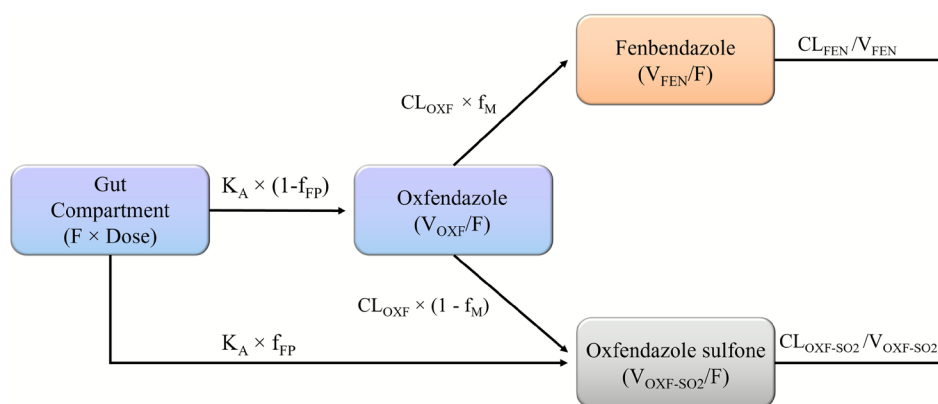 Fenbendazole
(V_FEN/F)
CL_FEN/V_FEN
CL_OXF × f_M
Gut
Compartment
(F × Dose)
K_A × (1-f_FP)
Oxfendazole
(V_OXF/F)
CL_OXF × (1 - f_M)
K_A × f_FP
Oxfendazole sulfone
(V_OXF-SO2/F)
CL_OXF-SO2/V_OXF-SO2